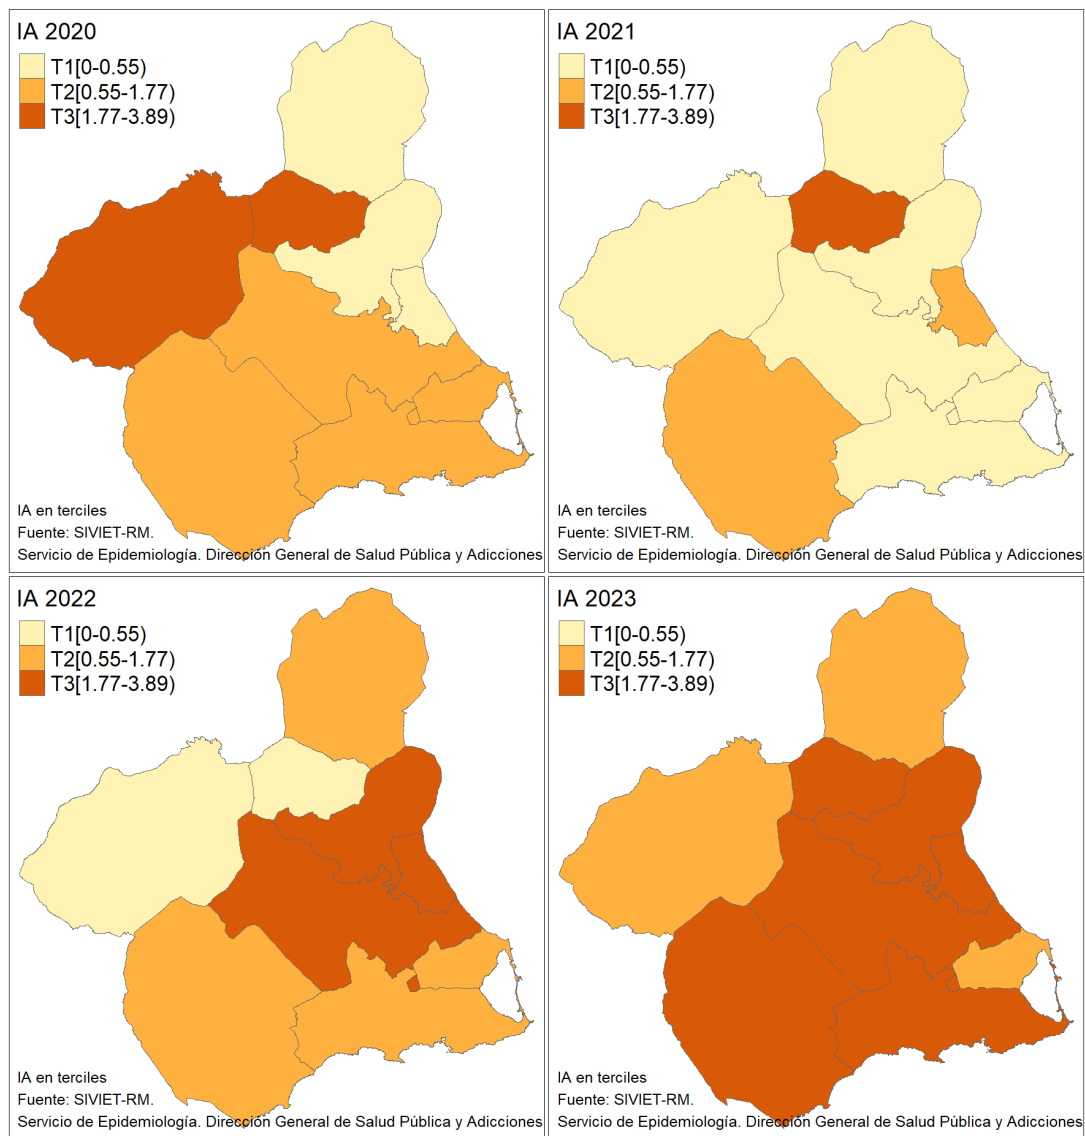 IA 2020
T1[0-0.55)
T2[0.55-1.77)
T3[1.77-3.89)
IA en terciles
Fuente: SIVIET-RM.
Servicio de Epidemiología. Dirección General de Salud Pública y Adicciones
IA 2021
T1[0-0.55)
T2[0.55-1.77)
T3[1.77-3.89)
IA en terciles
Fuente: SIVIET-RM.
Servicio de Epidemiología. Dirección General de Salud Pública y Adicciones
IA 2022
T1[0-0.55)
T2[0.55-1.77)
T3[1.77-3.89)
IA en terciles
Fuente: SIVIET-RM.
Servicio de Epidemiología. Dirección General de Salud Pública y Adicciones
IA 2023
T1[0-0.55)
T2[0.55-1.77)
T3[1.77-3.89)
IA en terciles
Fuente: SIVIET-RM.
Servicio de Epidemiología. Dirección General de Salud Pública y Adicciones